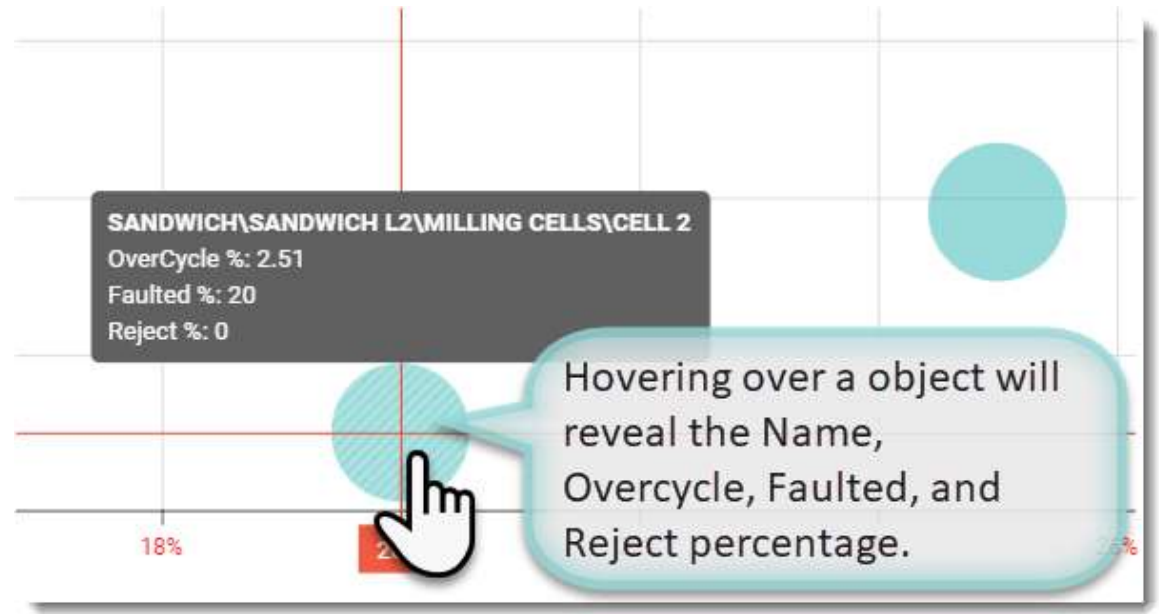 SANDWICH\SANDWICH L2\MILLING CELLS\CELL 2
OverCycle %: 2.51
Faulted %: 20
Reject %: 0
Hovering over a object will
reveal the Name,
Overcycle, Faulted, and
Reject percentage.
18%